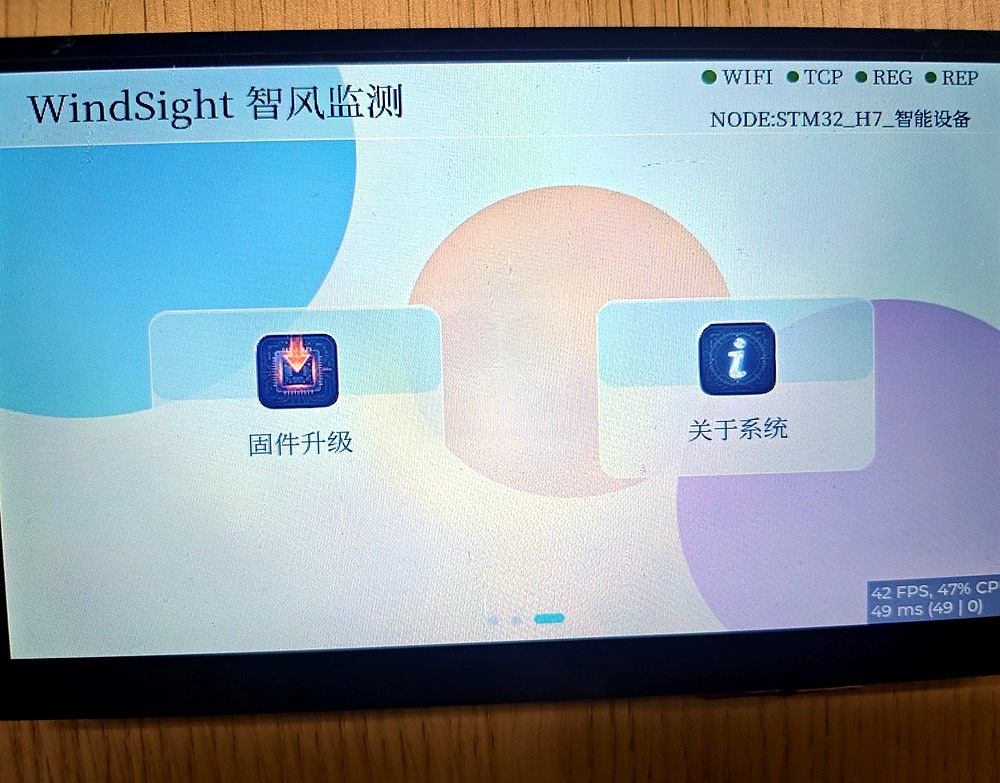 WindSight 智风监测
WIFI TCP REG REP
NODE:STM32_H7_智能设备
固件升级
关于系统
42 FPS, 47% CP
49 ms (49 | 0)